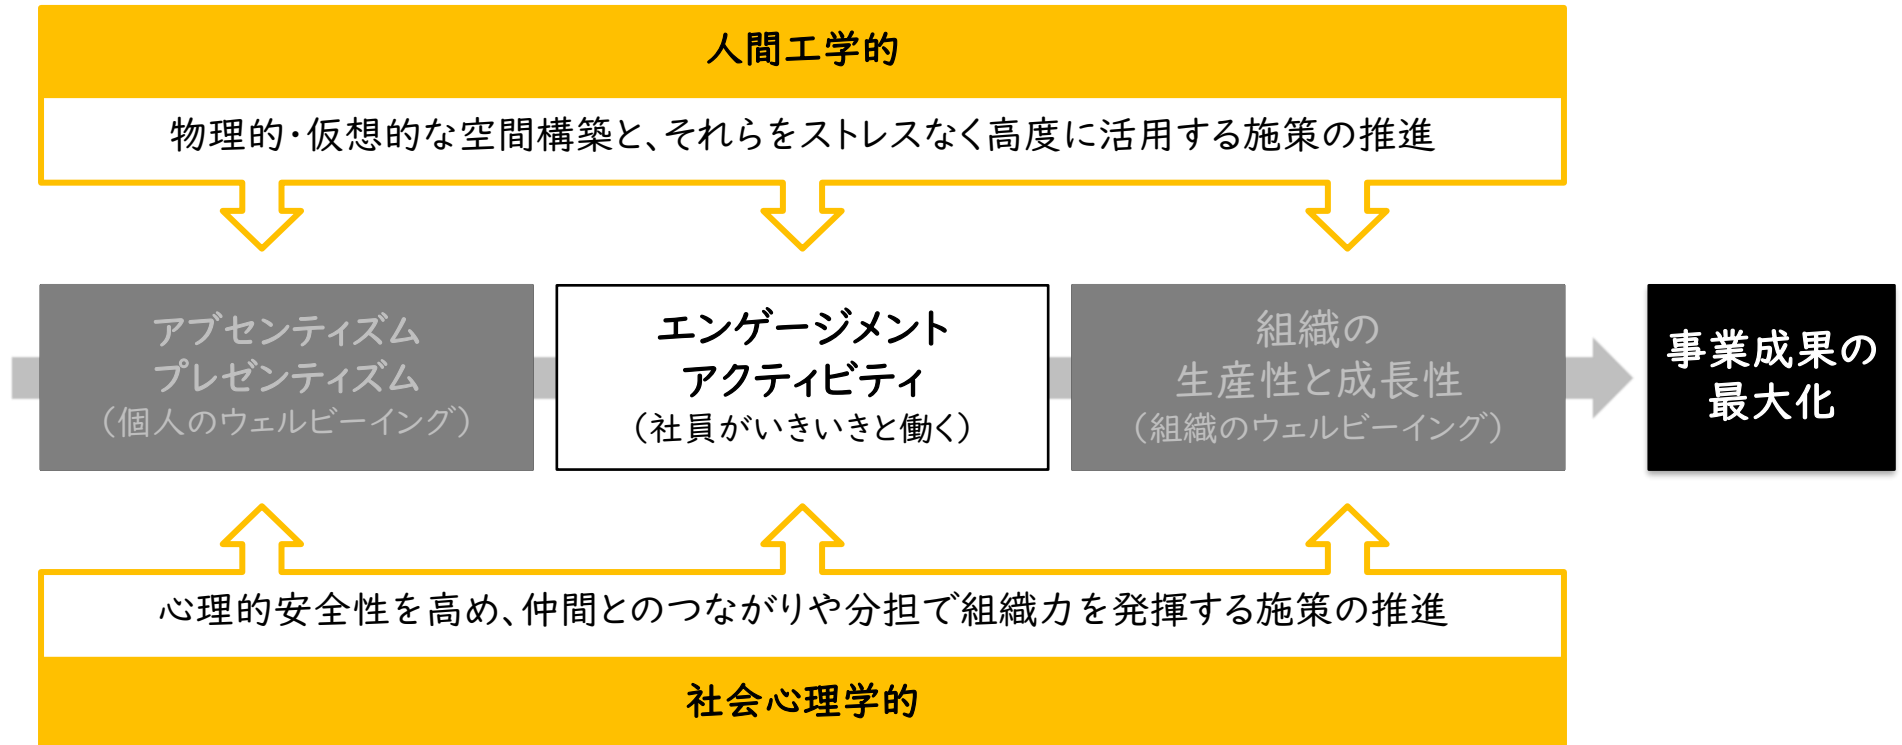 人間工学的
物理的・仮想的な空間構築と、それらをストレスなく高度に活用する施策の推進
アブセンティズム
プレゼンティズム
（個人のウェルビーイング）
エンゲージメント
アクティビティ
（社員がいきいきと働く）
組織の
生産性と成長性
（組織のウェルビーイング）
事業成果の
最大化
心理的安全性を高め、仲間とのつながりや分担で組織力を発揮する施策の推進
社会心理学的